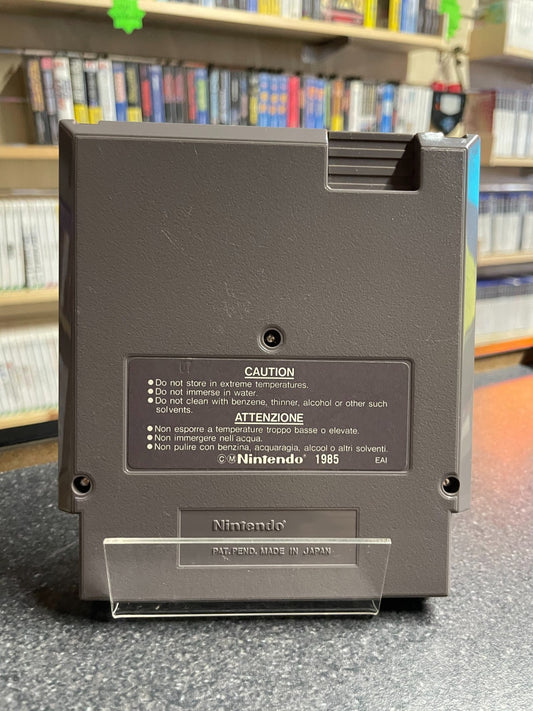 CAUTION
●Do not store in extreme temperatures.
●Do not immerse in water.
●Do not clean with benzene, thinner, alcohol or other such
solvents.
ATTENZIONE
●Non esporre a temperature troppo basse o elevate.
●Non immergere nell'acqua.
●Non pulire con benzina, acquaragia, alcool o altri solventi.
ⒸⓂNintendo® 1985 EAI
Nintendo®
PAT. PEND. MADE IN JAPAN